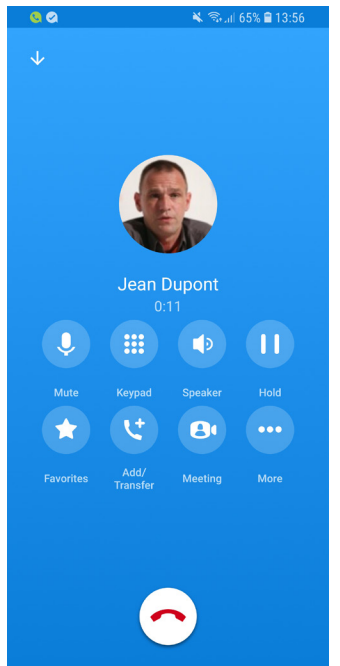 65% 13:56
Jean Dupont
0:11
Mute Keypad Speaker Hold
Favorites Add/ Meeting More
Transfer